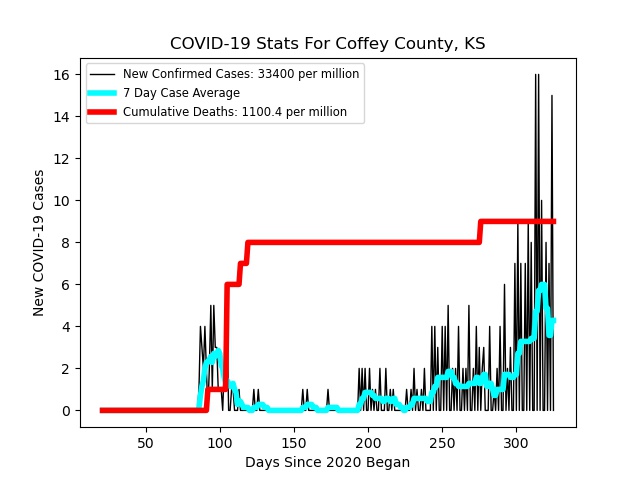 COVID-19 Stats For Coffey County, KS
New Confirmed Cases: 33400 per million
7 Day Case Average
Cumulative Deaths: 1100.4 per million
New COVID-19 Cases
16
14
12
10
8
6
4
2
0
50 100 150 200 250 300
Days Since 2020 Began